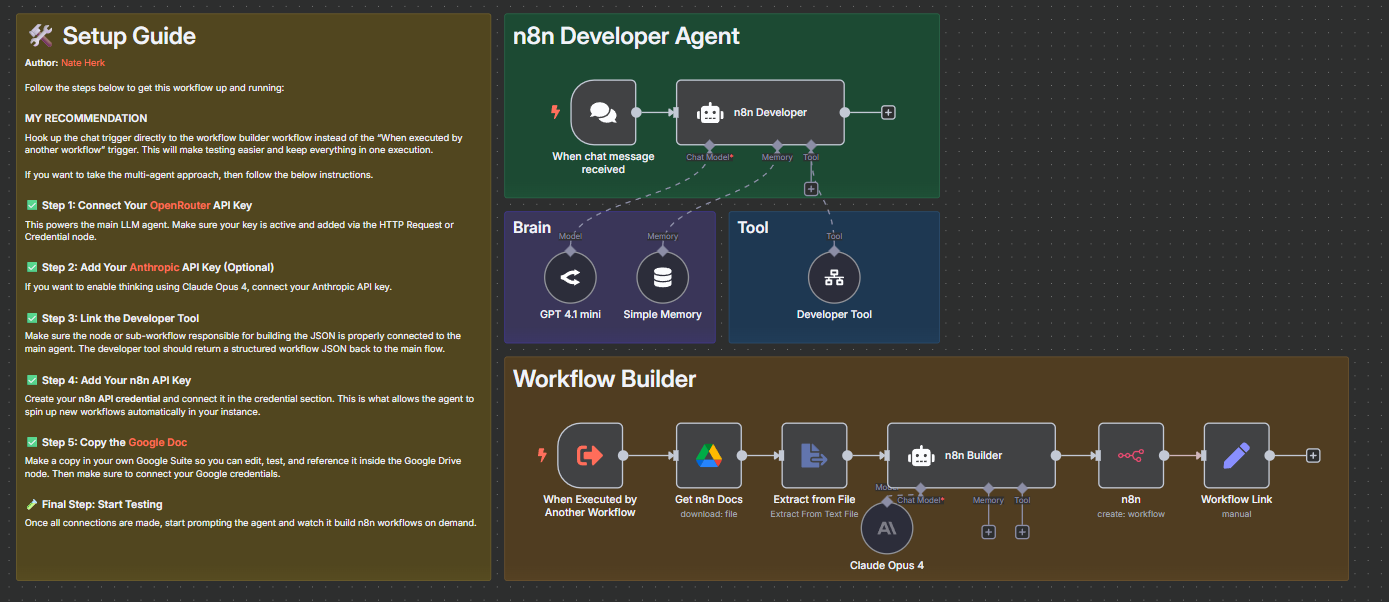 🛠️ Setup Guide
Author: Nate Herk
Follow the steps below to get this workflow up and running:
MY RECOMMENDATION
Hook up the chat trigger directly to the workflow builder workflow instead of the “When executed by
another workflow” trigger. This will make testing easier and keep everything in one execution.
If you want to take the multi-agent approach, then follow the below instructions.
✅ Step 1: Connect Your OpenRouter API Key
This powers the main LLM agent. Make sure your key is active and added via the HTTP Request or
Credential node.
✅ Step 2: Add Your Anthropic API Key (Optional)
If you want to enable thinking using Claude Opus 4, connect your Anthropic API key.
✅ Step 3: Link the Developer Tool
Make sure the node or sub-workflow responsible for building the JSON is properly connected to the
main agent. The developer tool should return a structured workflow JSON back to the main flow.
✅ Step 4: Add Your n8n API Key
Create your n8n API credential and connect it in the credential section. This is what allows the agent to
spin up new workflows automatically in your instance.
✅ Step 5: Copy the Google Doc
Make a copy in your own Google Suite so you can edit, test, and reference it inside the Google Drive
node. Then make sure to connect your Google credentials.
🧪 Final Step: Start Testing
Once all connections are made, start prompting the agent and watch it build n8n workflows on demand.
n8n Developer Agent
n8n Developer
When chat message
received
Chat Model*
Memory
Tool
Brain
Model
Memory
GPT 4.1 mini
Simple Memory
Tool
Tool
Developer Tool
Workflow Builder
When Executed by
Another Workflow
Get n8n Docs
download: file
Extract from File
Extract From Text File
n8n Builder
Model
Chat Model*
Memory
Tool
Claude Opus 4
n8n
create: workflow
Workflow Link
manual